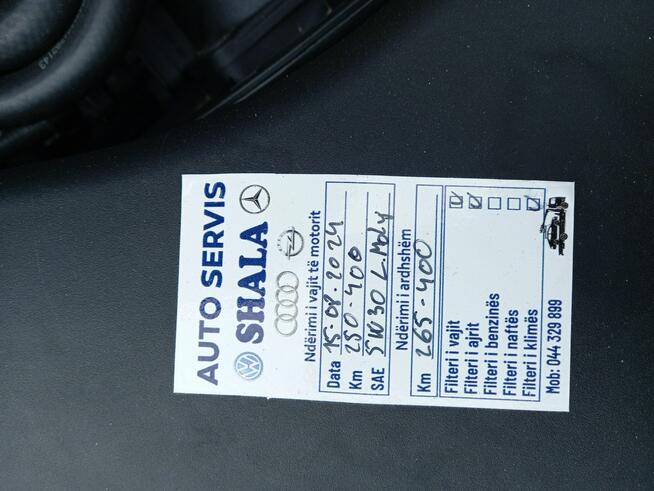 AUTO SERVIS
SHALA
Ndërrimi i vajit të motorit
Data 15-08-2024
Km 250-400
SAE 5W30 L.Moly
Ndërrimi i ardhshëm
Km 265-400
Filteri i vajit
Filteri i ajrit
Filteri i benzinës
Filteri i naftës
Filteri i klimës
Mob: 044 329 899